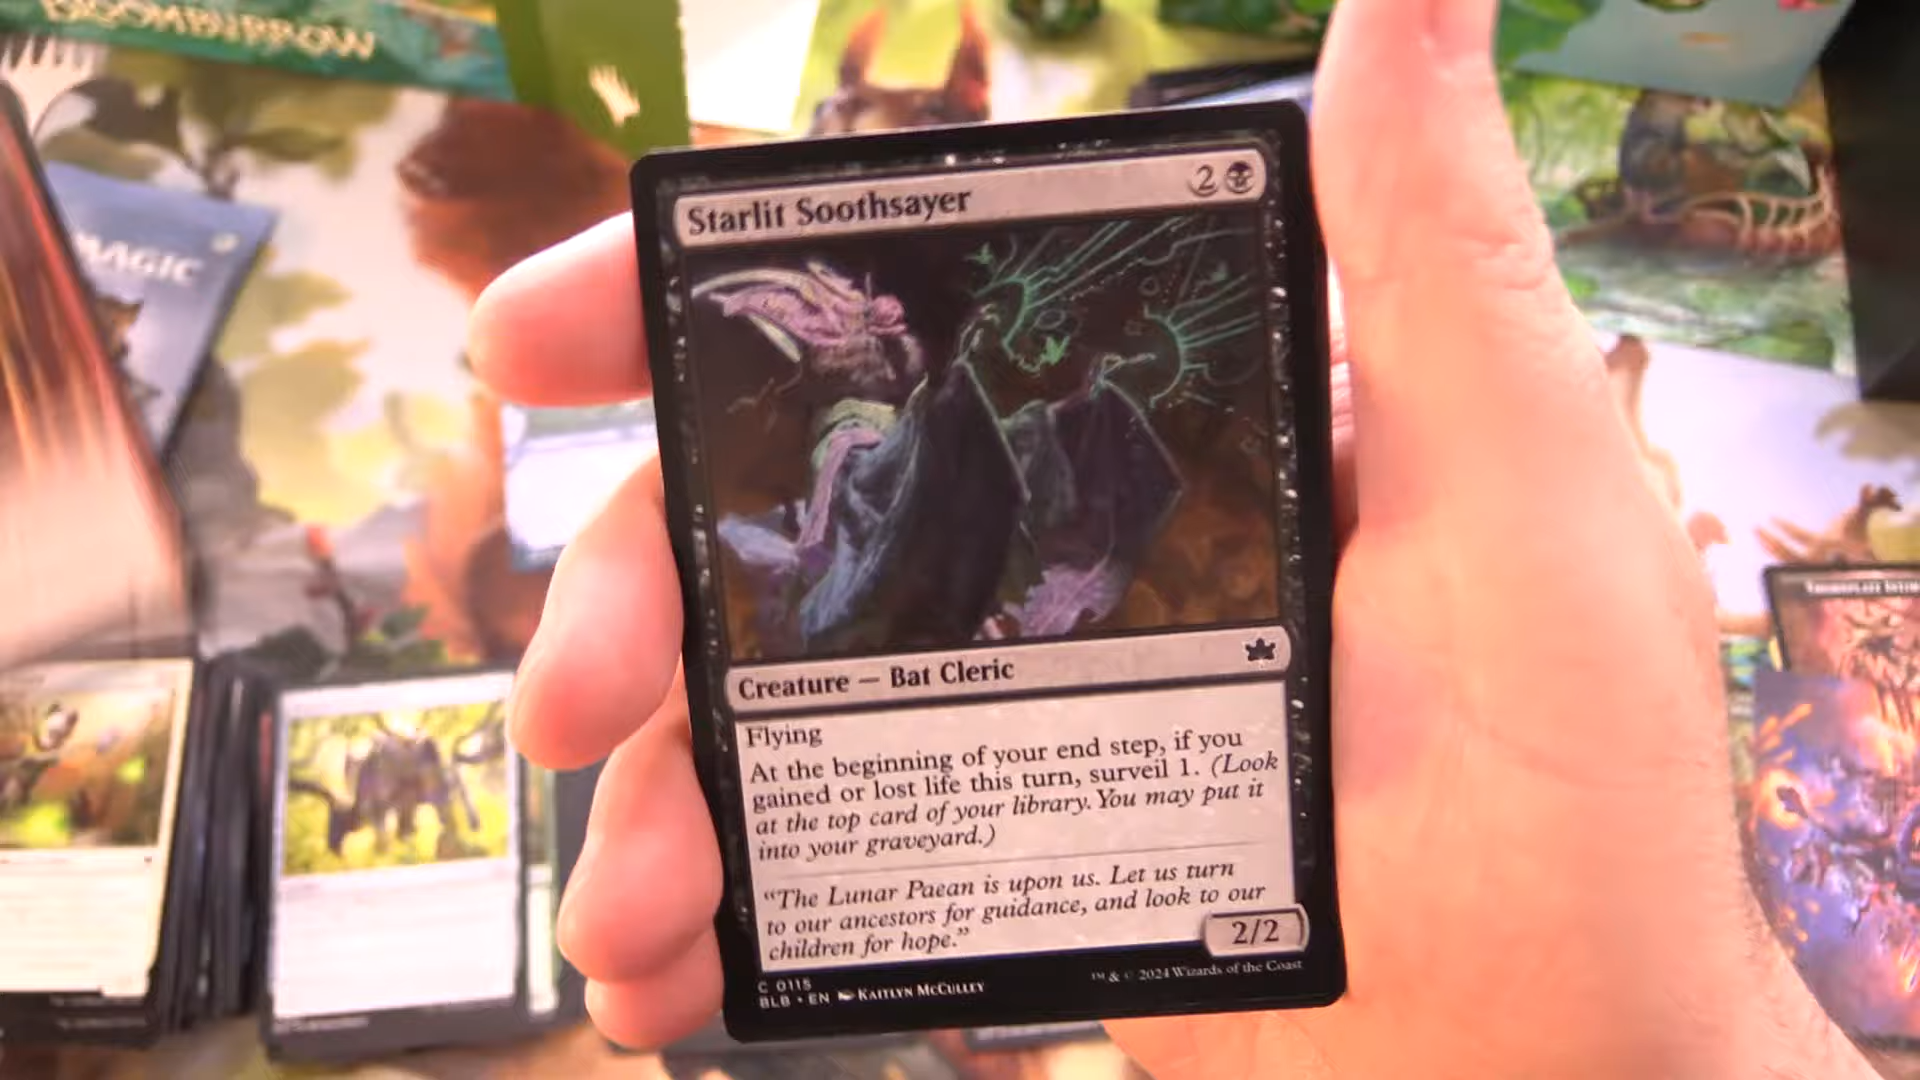 BLOOMBURROW
MAGIC
Starlit Soothsayer
2
Creature — Bat Cleric
Flying
At the beginning of your end step, if you
gained or lost life this turn, surveil 1. (Look
at the top card of your library. You may put it
into your graveyard.)
“The Lunar Paean is upon us. Let us turn
to our ancestors for guidance, and look to our
children for hope.”
2/2
C 0115
BLB • EN KAITLYN McCULLEY
™ & © 2024 Wizards of the Coast